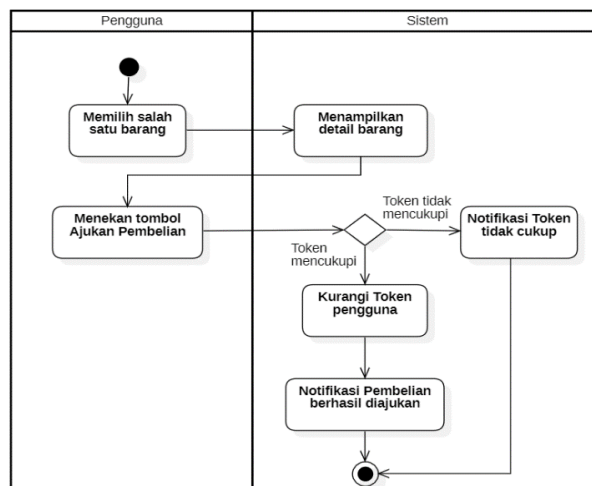 Pengguna
Sistem
Memilih salah
satu barang
Menampilkan
detail barang
Menekan tombol
Ajukan Pembelian
Token tidak
mencukupi
Notifikasi Token
tidak cukup
Token
mencukupi
Kurangi Token
pengguna
Notifikasi Pembelian
berhasil diajukan